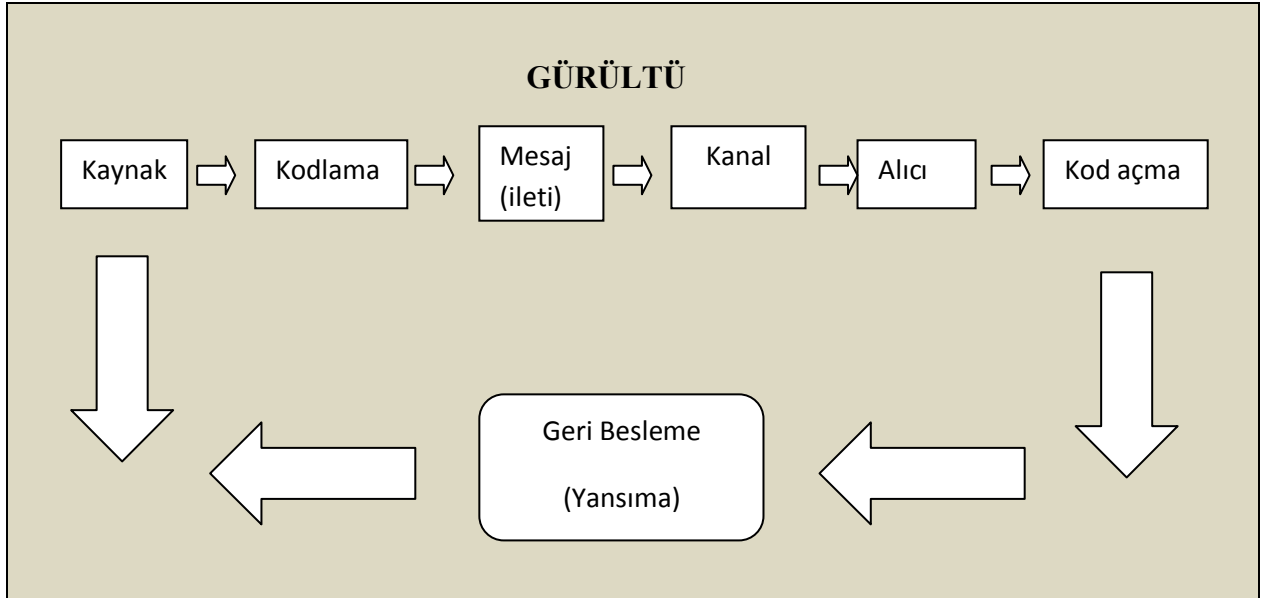 GÜRÜLTÜ
Kaynak
Kodlama
Mesaj
(ileti)
Kanal
Alıcı
Kod açma
Geri Besleme
(Yansıma)